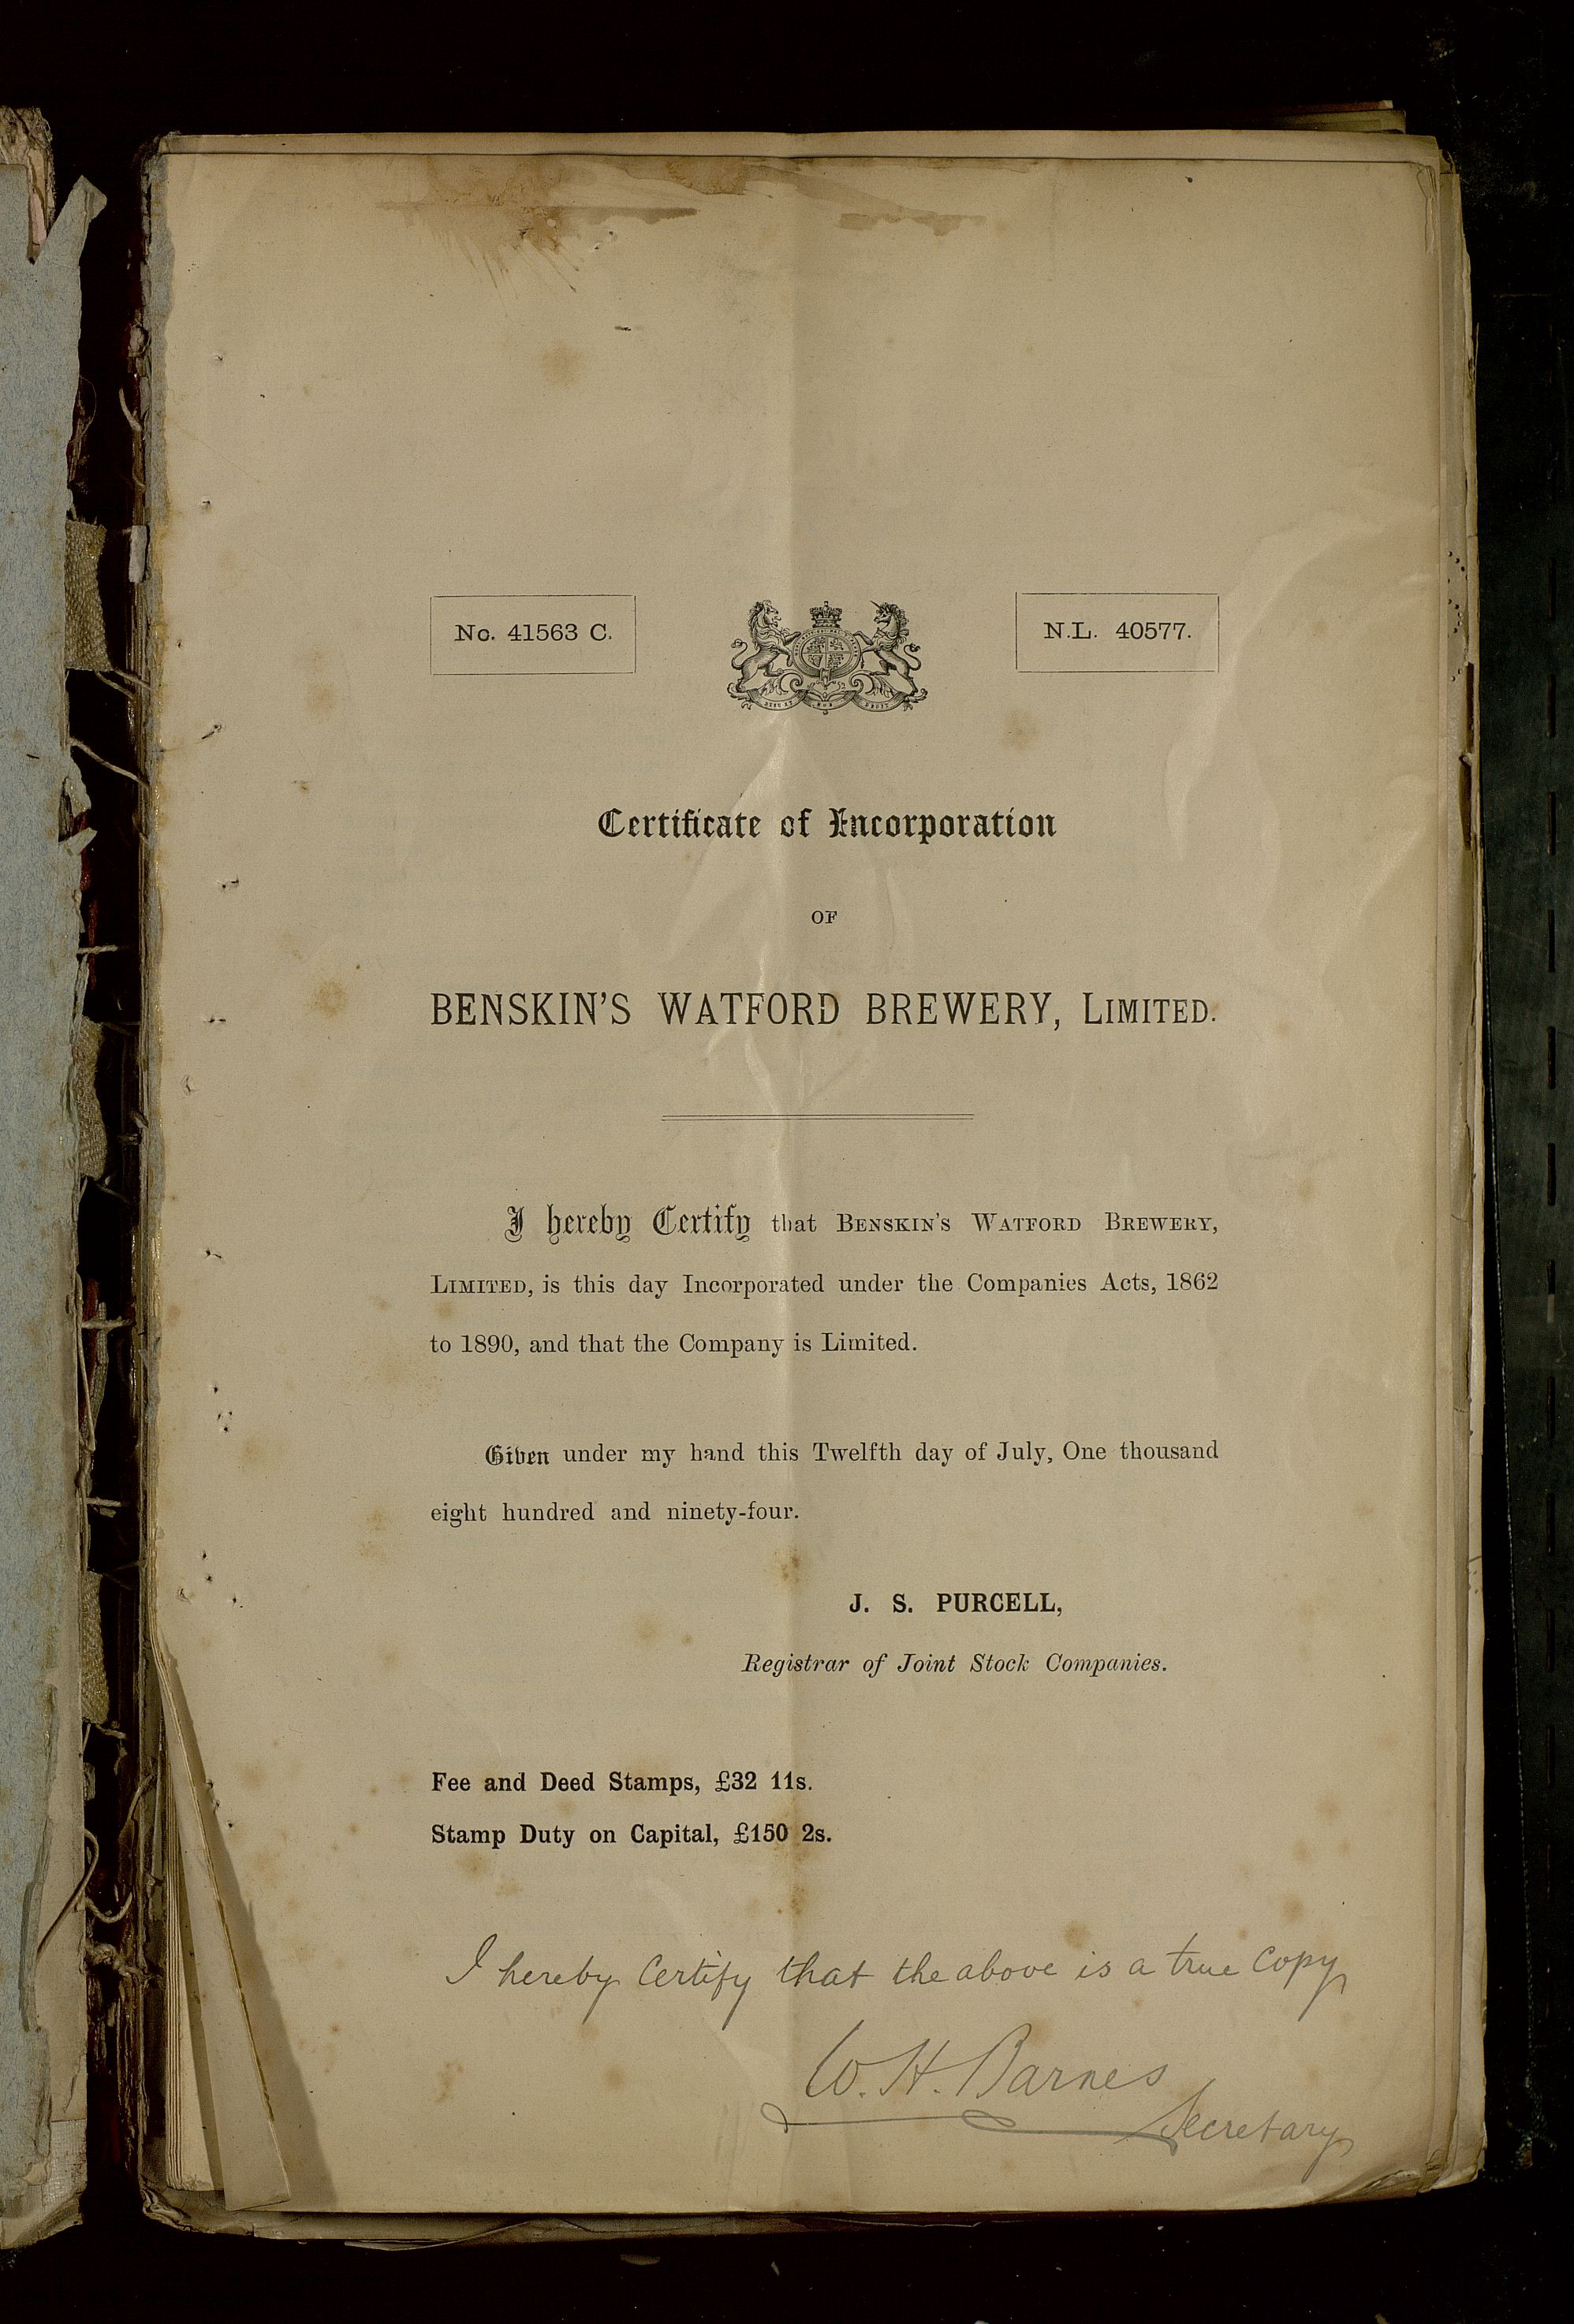 No. 41563 C.
N.L. 40577.
Certificate of Incorporation
OF
BENSKIN'S WATFORD BREWERY, LIMITED.
I hereby Certify that BENSKIN'S WATFORD BREWERY,
LIMITED, is this day Incorporated under the Companies Acts, 1862
to 1890, and that the Company is Limited.
Given under my hand this Twelfth day of July, One thousand
eight hundred and ninety-four.
J. S. PURCELL,
Registrar of Joint Stock Companies.
Fee and Deed Stamps, £32 11s.
Stamp Duty on Capital, £150 2s.
I hereby Certify that the above is a true Copy
W. H. Barnes
Secretary